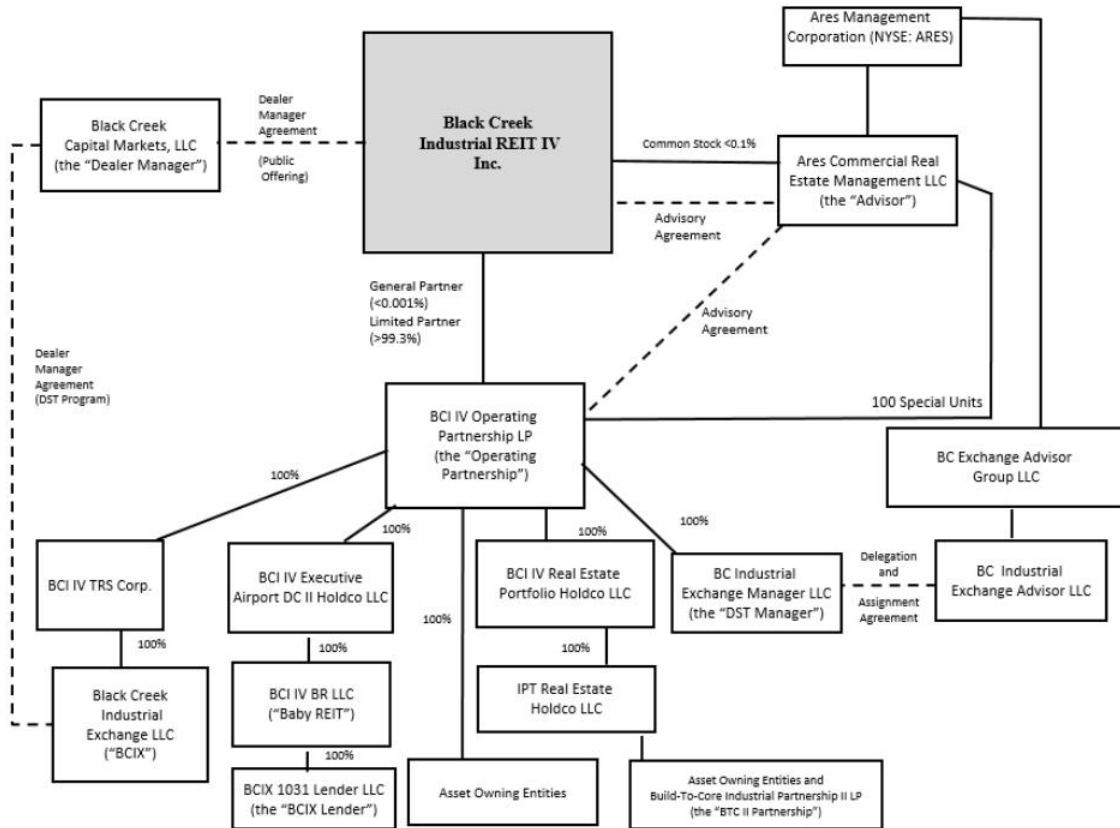 Ares Management
Corporation (NYSE: ARES)
Black Creek
Industrial REIT IV
Inc.
Dealer
Manager
Agreement
(Public
Offering)
Black Creek
Capital Markets, LLC
(the “Dealer Manager”)
Common Stock <0.1%
Ares Commercial Real
Estate Management LLC
(the “Advisor”)
Advisory
Agreement
General Partner
(<0.001%)
Limited Partner
(>99.3%)
Advisory
Agreement
Dealer
Manager
Agreement
(DST Program)
100 Special Units
BCI IV Operating
Partnership LP
(the “Operating
Partnership”)
BC Exchange Advisor
Group LLC
100%
100%
100%
100%
100%
BCI IV TRS Corp.
BCI IV Executive
Airport DC II Holdco LLC
BCI IV Real Estate
Portfolio Holdco LLC
BC Industrial
Exchange Manager LLC
(the “DST Manager”)
Delegation
and
Assignment
Agreement
BC Industrial
Exchange Advisor LLC
100%
100%
100%
Black Creek
Industrial
Exchange LLC
(“BCIX”)
BCI IV BR LLC
(“Baby REIT”)
IPT Real Estate
Holdco LLC
100%
BCIX 1031 Lender LLC
(the “BCIX Lender”)
Asset Owning Entities
Asset Owning Entities and
Build-To-Core Industrial Partnership II LP
(the “BTC II Partnership”)